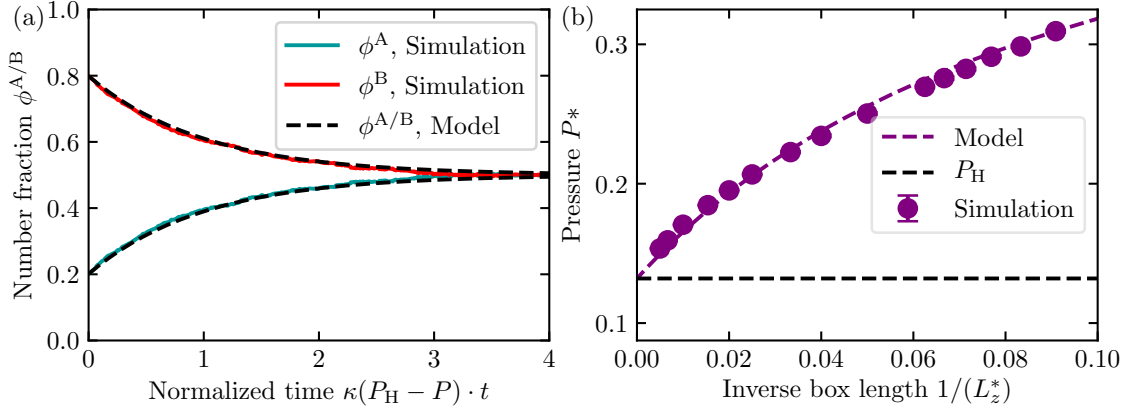 (a)
1.0
0.8
0.6
0.4
0.2
0.0
Number fraction ϕ^{A/B}
ϕ^A, Simulation
ϕ^B, Simulation
ϕ^{A/B}, Model
0
1
2
3
4
Normalized time κ(P_H − P) · t
(b)
0.3
0.2
0.1
Pressure P*
Model
P_H
Simulation
0.00
0.02
0.04
0.06
0.08
0.10
Inverse box length 1/(L_z^*)